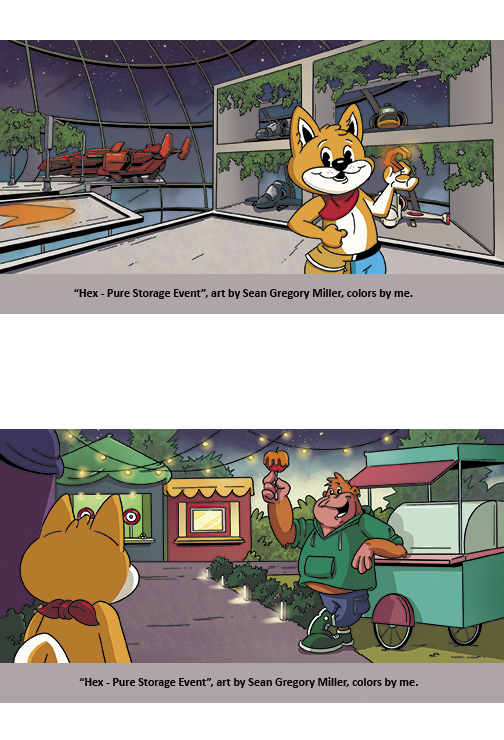 “Hex - Pure Storage Event”, art by Sean Gregory Miller, colors by me.
“Hex - Pure Storage Event”, art by Sean Gregory Miller, colors by me.